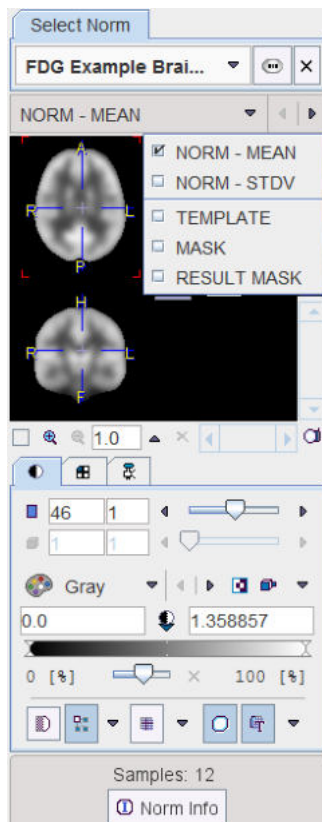 Select Norm
FDG Example Brai...
NORM - MEAN
NORM - MEAN
NORM - STDV
TEMPLATE
MASK
RESULT MASK
A
R L
P
H
R L
F
1.0
46 1
1 1
Gray
0.0 1.358857
0 [%] 100 [%]
Samples: 12
Norm Info